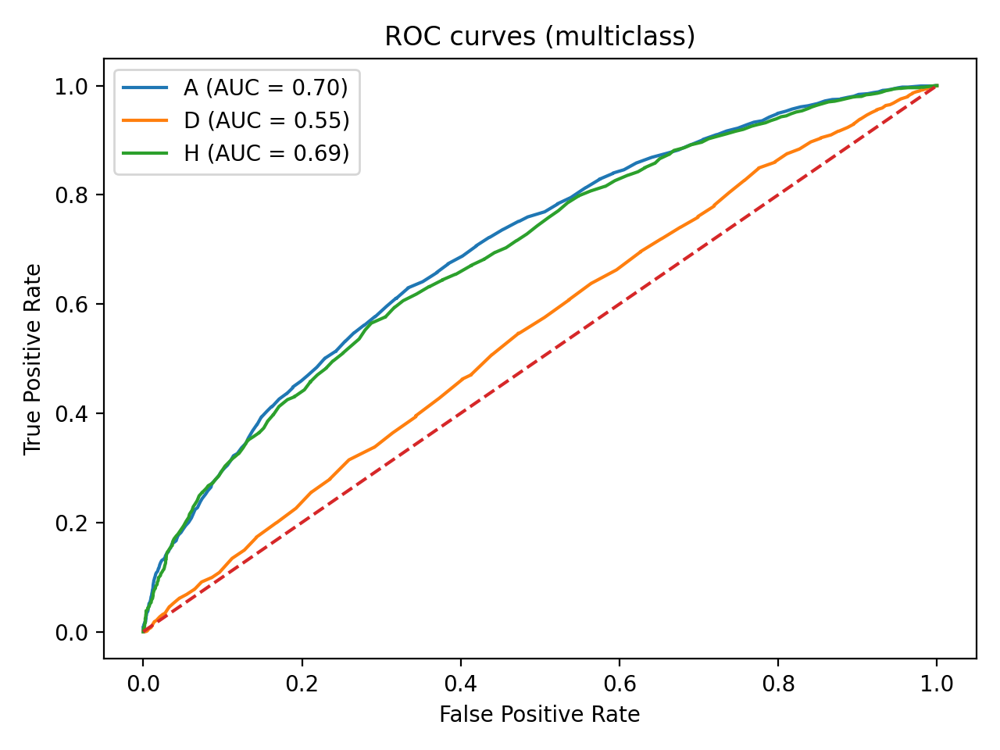 ROC curves (multiclass)
A (AUC = 0.70)
D (AUC = 0.55)
H (AUC = 0.69)
True Positive Rate
1.0
0.8
0.6
0.4
0.2
0.0
0.0 0.2 0.4 0.6 0.8 1.0
False Positive Rate